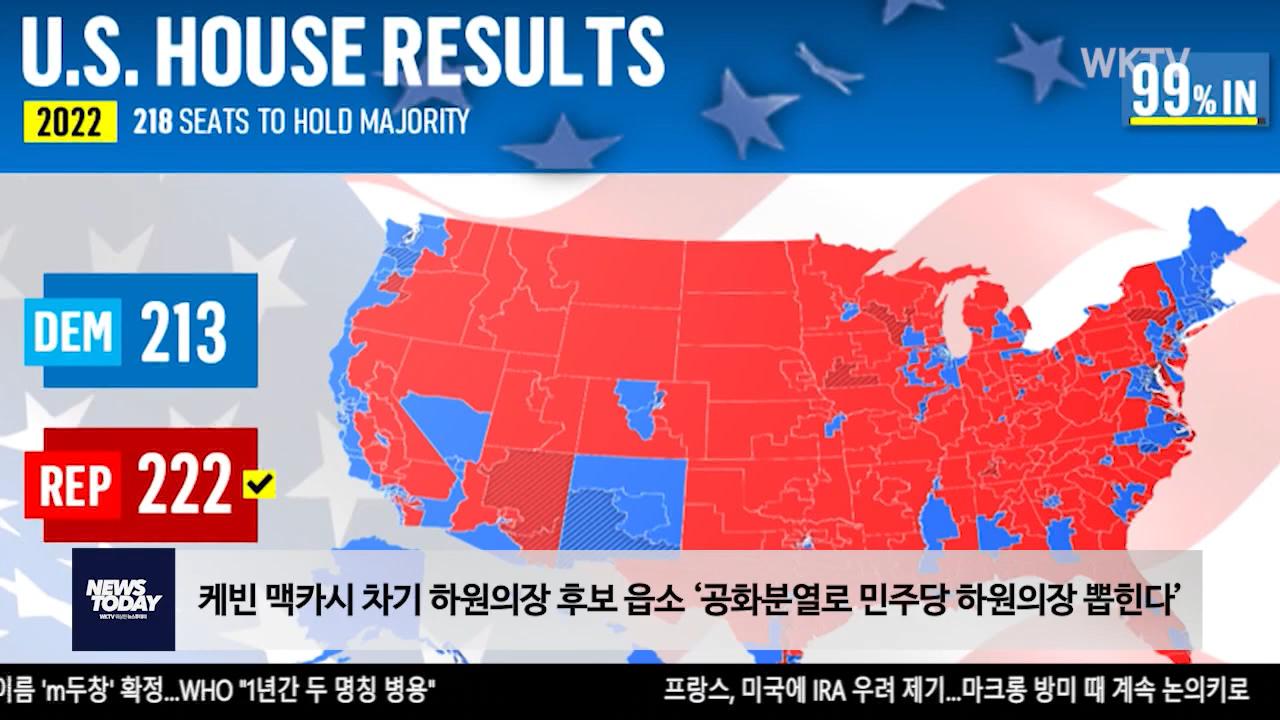 U.S. HOUSE RESULTS
WKTV
99% IN
2022 218 SEATS TO HOLD MAJORITY
DEM 213
REP 222
NEWS
TODAY
케빈 맥카시 차기 하원의장 후보 읍소 ‘공화분열로 민주당 하원의장 뽑힌다’
이름 'm두창' 확정...WHO "1년간 두 명칭 병용" 프랑스, 미국에 IRA 우려 제기...마크롱 방미 때 계속 논의키로